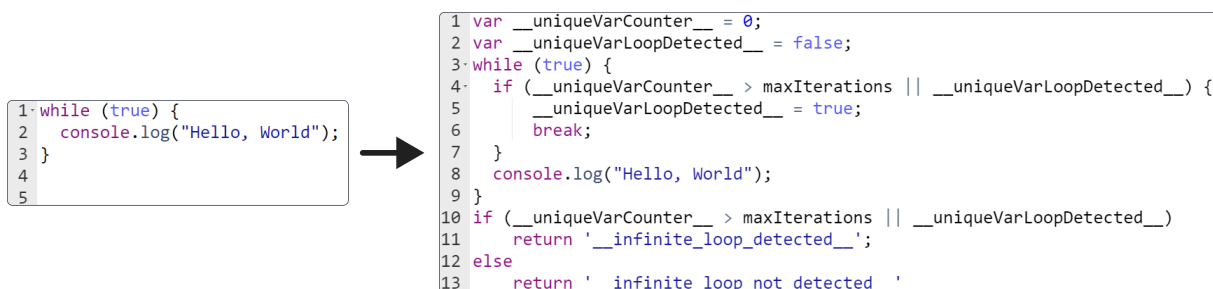 1 while (true) {
2 console.log("Hello, World");
3 }
4
5
1 var __uniqueVarCounter__ = 0;
2 var __uniqueVarLoopDetected__ = false;
3 while (true) {
4 if (__uniqueVarCounter__ > maxIterations || __uniqueVarLoopDetected__) {
5 __uniqueVarLoopDetected__ = true;
6 break;
7 }
8 console.log("Hello, World");
9 }
10 if (__uniqueVarCounter__ > maxIterations || __uniqueVarLoopDetected__)
11 return '__infinite_loop_detected__';
12 else
13 return '__infinite_loop_not_detected__'